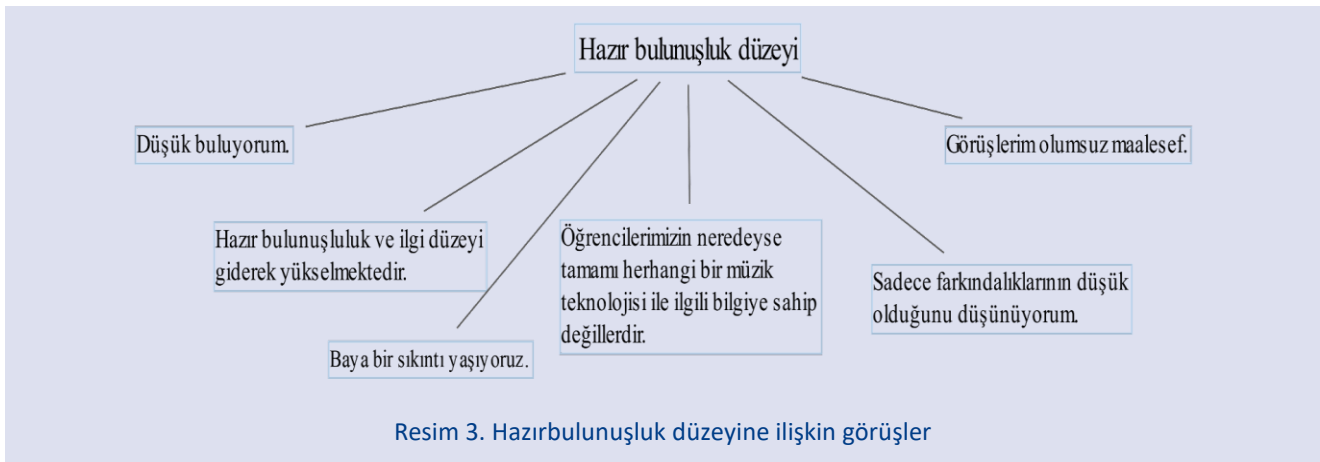 Hazır bulunuşluk düzeyi
Düşük buluyorum.
Görüşlerim olumsuz maalesef.
Hazır bulunuşluluk ve ilgi düzeyi
giderek yükselmektedir.
Öğrencilerimizin neredeyse
tamamı herhangi bir müzik
teknolojisi ile ilgili bilgiye sahip
değillerdir.
Sadece farkındalıklarının düşük
olduğunu düşünüyorum.
Baya bir sıkıntı yaşıyoruz.
Resim 3. Hazırbulunuşluk düzeyine ilişkin görüşler